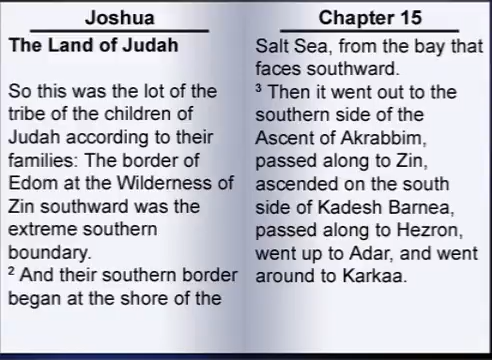 Joshua
The Land of Judah
So this was the lot of the
tribe of the children of
Judah according to their
families: The border of
Edom at the Wilderness of
Zin southward was the
extreme southern
boundary.
2 And their southern border
began at the shore of the
Chapter 15
Salt Sea, from the bay that
faces southward.
3 Then it went out to the
southern side of the
Ascent of Akrabbim,
passed along to Zin,
ascended on the south
side of Kadesh Barnea,
passed along to Hezron,
went up to Adar, and went
around to Karkaa.